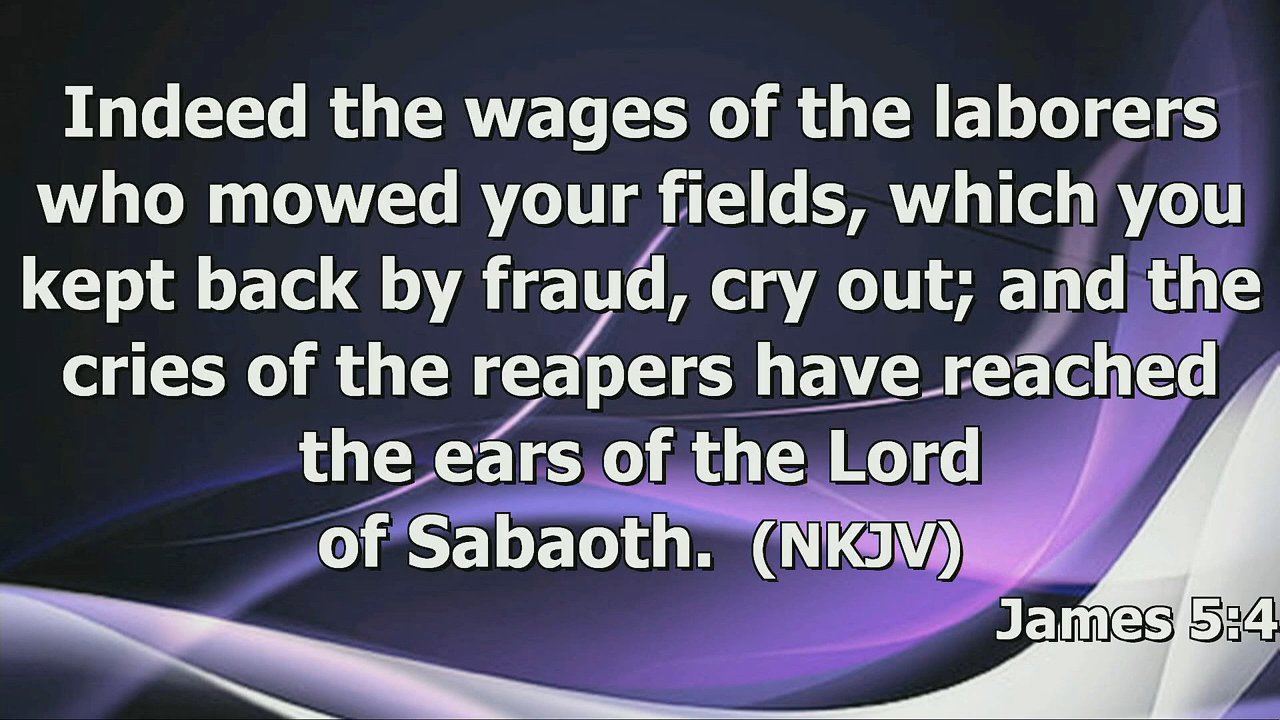 Indeed the wages of the laborers
who mowed your fields, which you
kept back by fraud, cry out; and the
cries of the reapers have reached
the ears of the Lord
of Sabaoth. (NKJV)
James 5:4